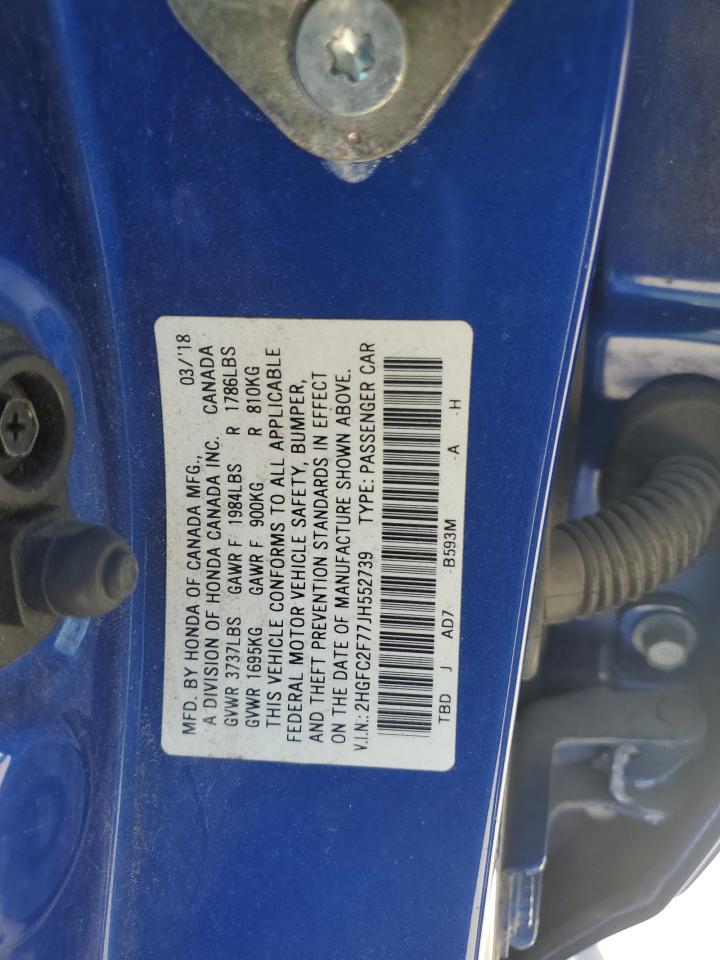 MFD. BY HONDA OF CANADA MFG., 03/'18
A DIVISION OF HONDA CANADA INC. CANADA
GVWR 3737LBS GAWR F 1984LBS R 1786LBS
GVWR 1695KG GAWR F 900KG R 810KG
THIS VEHICLE CONFORMS TO ALL APPLICABLE
FEDERAL MOTOR VEHICLE SAFETY, BUMPER,
AND THEFT PREVENTION STANDARDS IN EFFECT
ON THE DATE OF MANUFACTURE SHOWN ABOVE.
V.I.N.: 2HGFC2F77JH552739 TYPE: PASSENGER CAR
TBD J AD7 -B593M -A -H